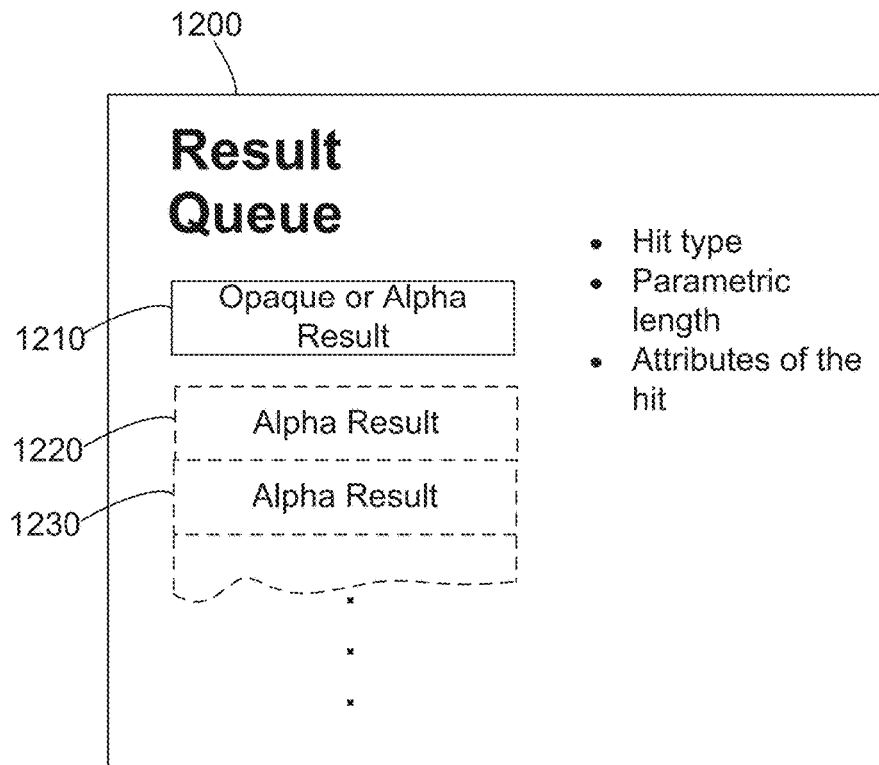 1200
Result
Queue
1210
Opaque or Alpha
Result
1220
Alpha Result
1230
Alpha Result
• Hit type
• Parametric
length
• Attributes of the
hit